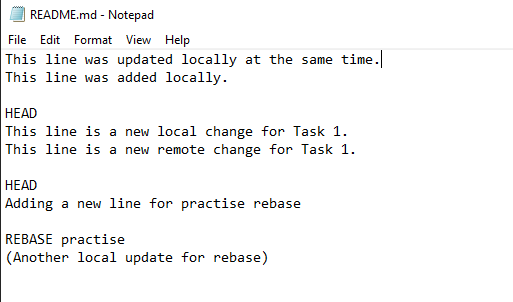 README.md - Notepad
File Edit Format View Help
This line was updated locally at the same time.
This line was added locally.
HEAD
This line is a new local change for Task 1.
This line is a new remote change for Task 1.
HEAD
Adding a new line for practise rebase
REBASE practise
(Another local update for rebase)